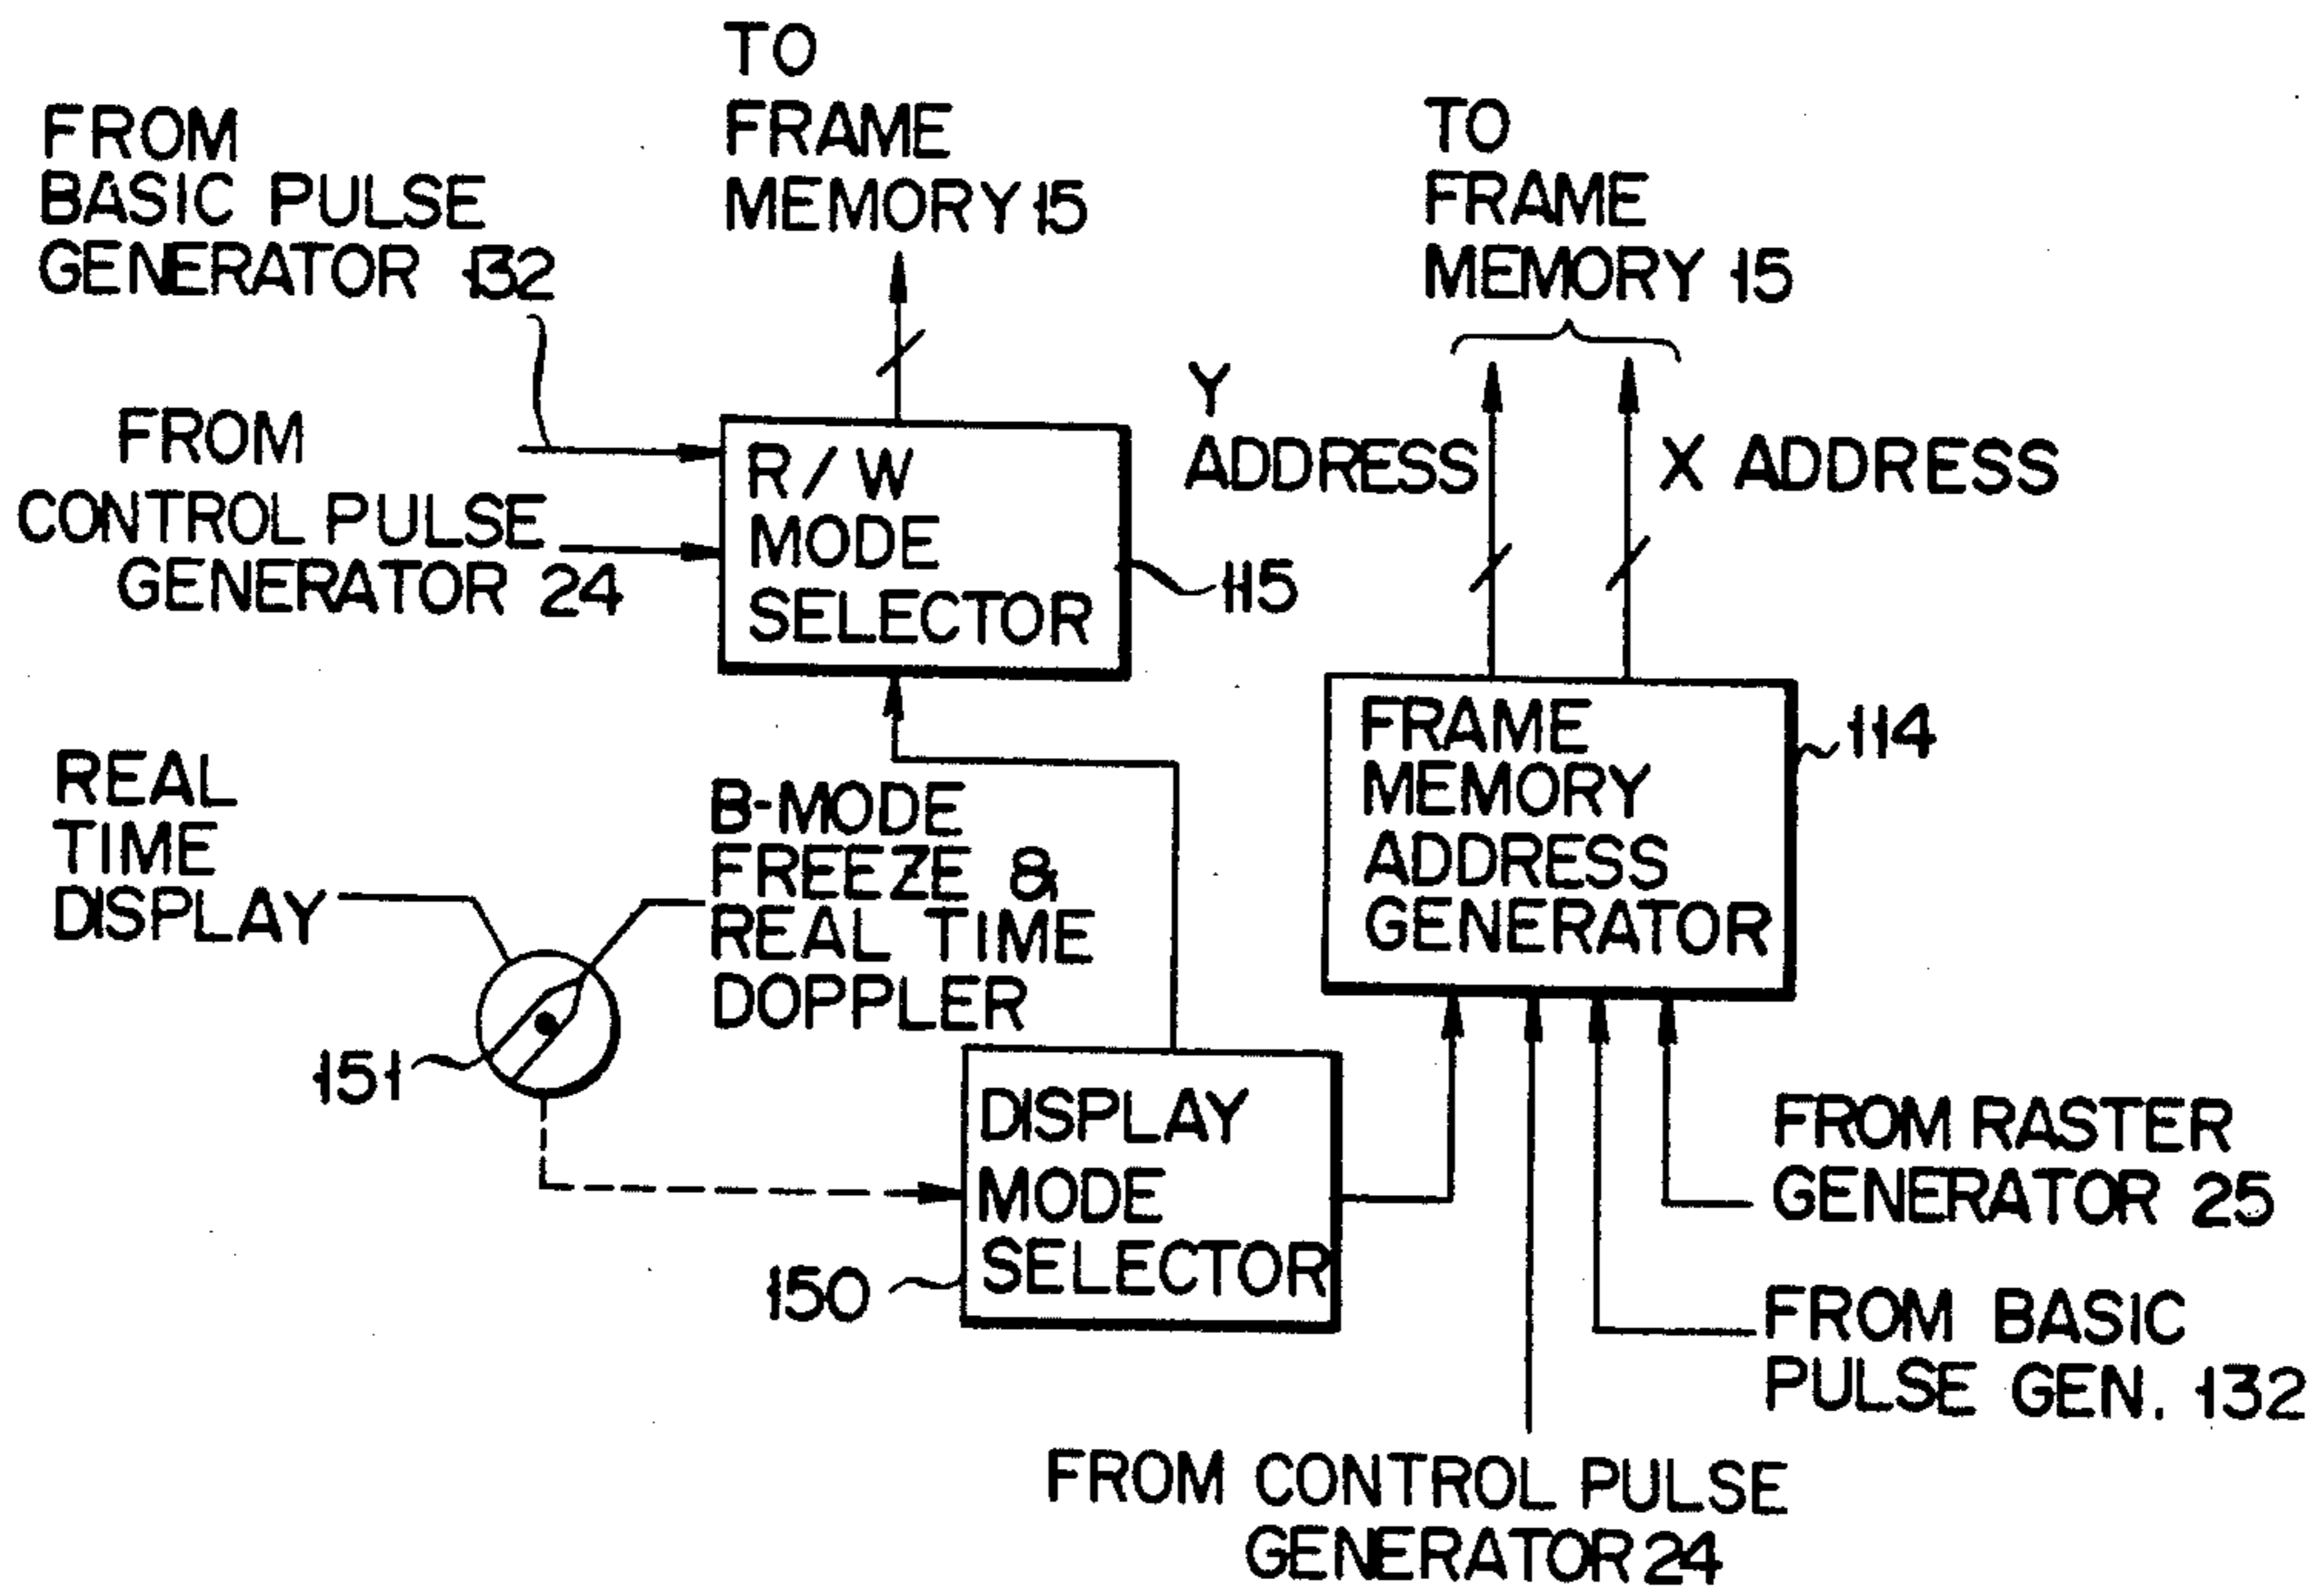 TO
FRAME
MEMORY 15
FROM
BASIC PULSE
GENERATOR 132
TO
FRAME
MEMORY 15
FROM
CONTROL PULSE
GENERATOR 24
R/W
MODE
SELECTOR
115
Y
ADDRESS
X ADDRESS
FRAME
MEMORY
ADDRESS
GENERATOR
114
REAL
TIME
DISPLAY
B-MODE
FREEZE &
REAL TIME
DOPPLER
151
DISPLAY
MODE
SELECTOR
150
FROM RASTER
GENERATOR 25
FROM BASIC
PULSE GEN. 132
FROM CONTROL PULSE
GENERATOR 24